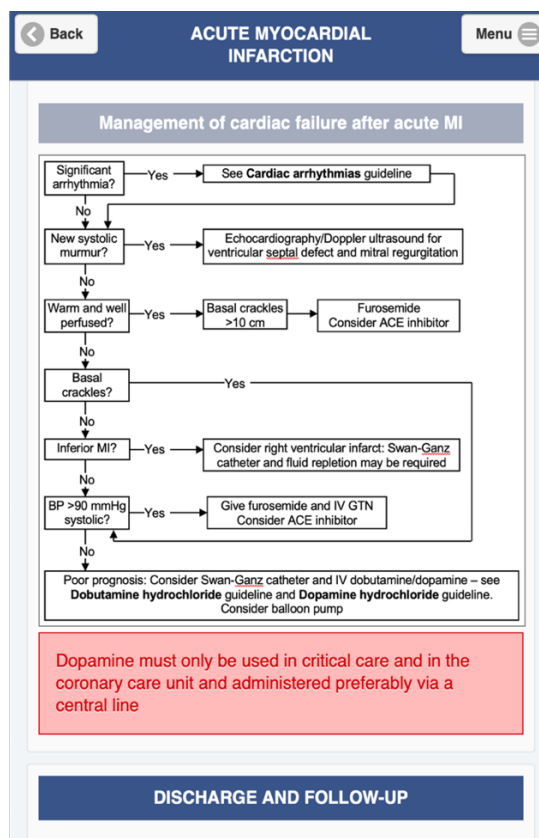 Back
ACUTE MYOCARDIAL
INFARCTION
Menu
Management of cardiac failure after acute MI
Significant
arrhythmia?
Yes
See Cardiac arrhythmias guideline
No
New systolic
murmur?
Yes
Echocardiography/Doppler ultrasound for
ventricular septal defect and mitral regurgitation
No
Warm and well
perfused?
Yes
Basal crackles
>10 cm
Furosemide
Consider ACE inhibitor
No
Basal
crackles?
Yes
No
Inferior MI?
Yes
Consider right ventricular infarct: Swan-Ganz
catheter and fluid repletion may be required
No
BP >90 mmHg
systolic?
Yes
Give furosemide and IV GTN
Consider ACE inhibitor
No
Poor prognosis: Consider Swan-Ganz catheter and IV dobutamine/dopamine – see
Dobutamine hydrochloride guideline and Dopamine hydrochloride guideline.
Consider balloon pump
Dopamine must only be used in critical care and in the
coronary care unit and administered preferably via a
central line
DISCHARGE AND FOLLOW-UP